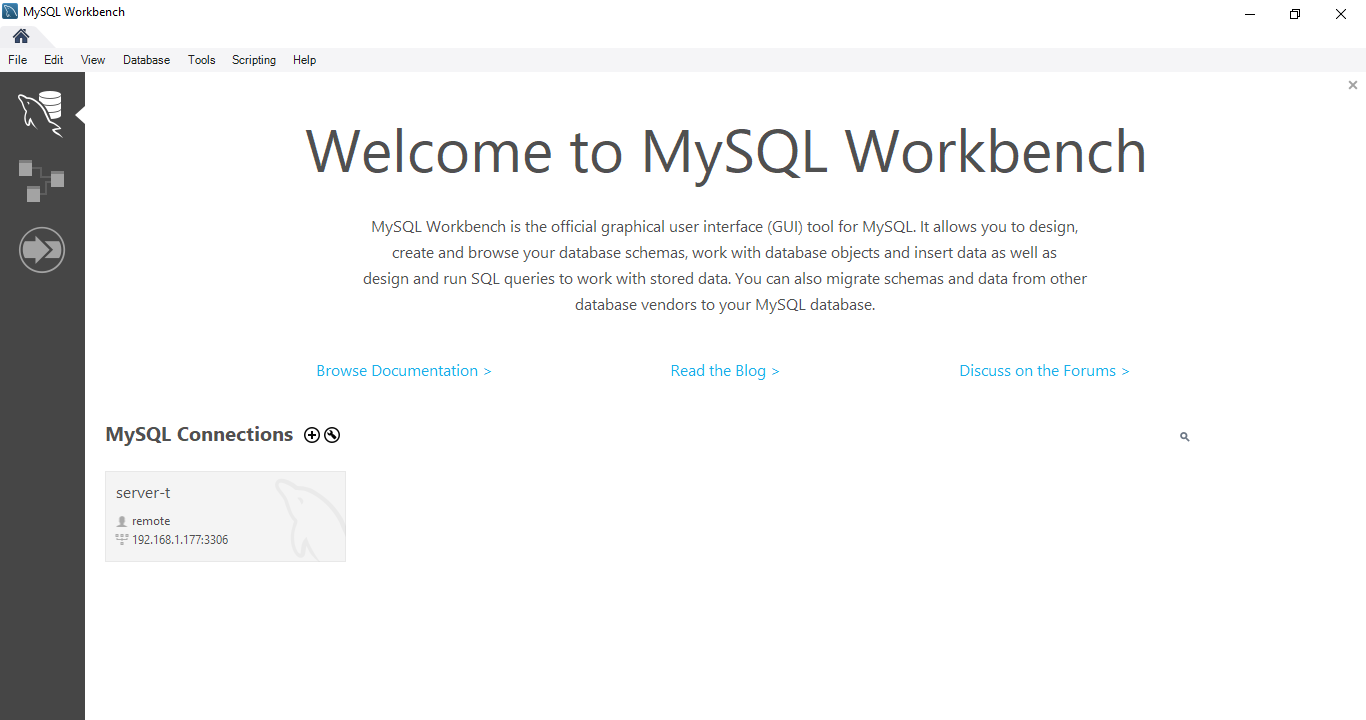 MySQL Workbench
File Edit View Database Tools Scripting Help
Welcome to MySQL Workbench
MySQL Workbench is the official graphical user interface (GUI) tool for MySQL. It allows you to design,
create and browse your database schemas, work with database objects and insert data as well as
design and run SQL queries to work with stored data. You can also migrate schemas and data from other
database vendors to your MySQL database.
Browse Documentation > Read the Blog > Discuss on the Forums >
MySQL Connections
server-t
remote
192.168.1.177:3306